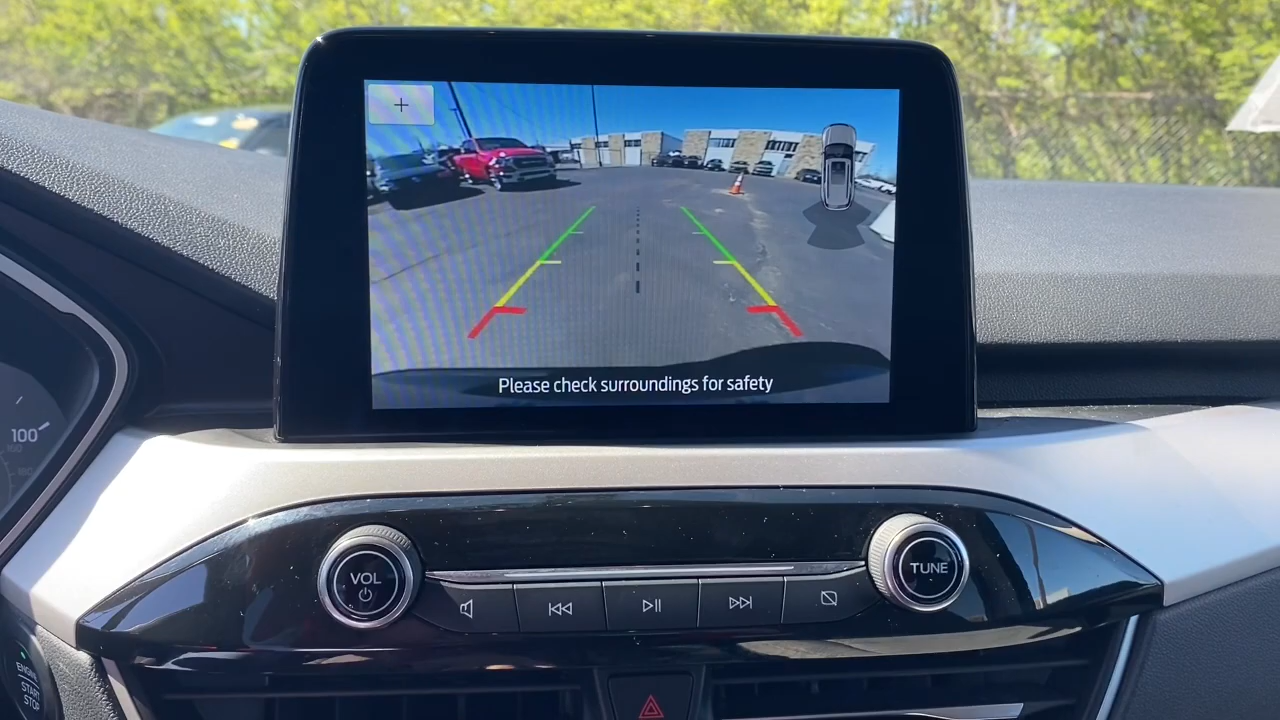 +
Please check surroundings for safety
100
VOL
TUNE
ENGINE
START
STOP